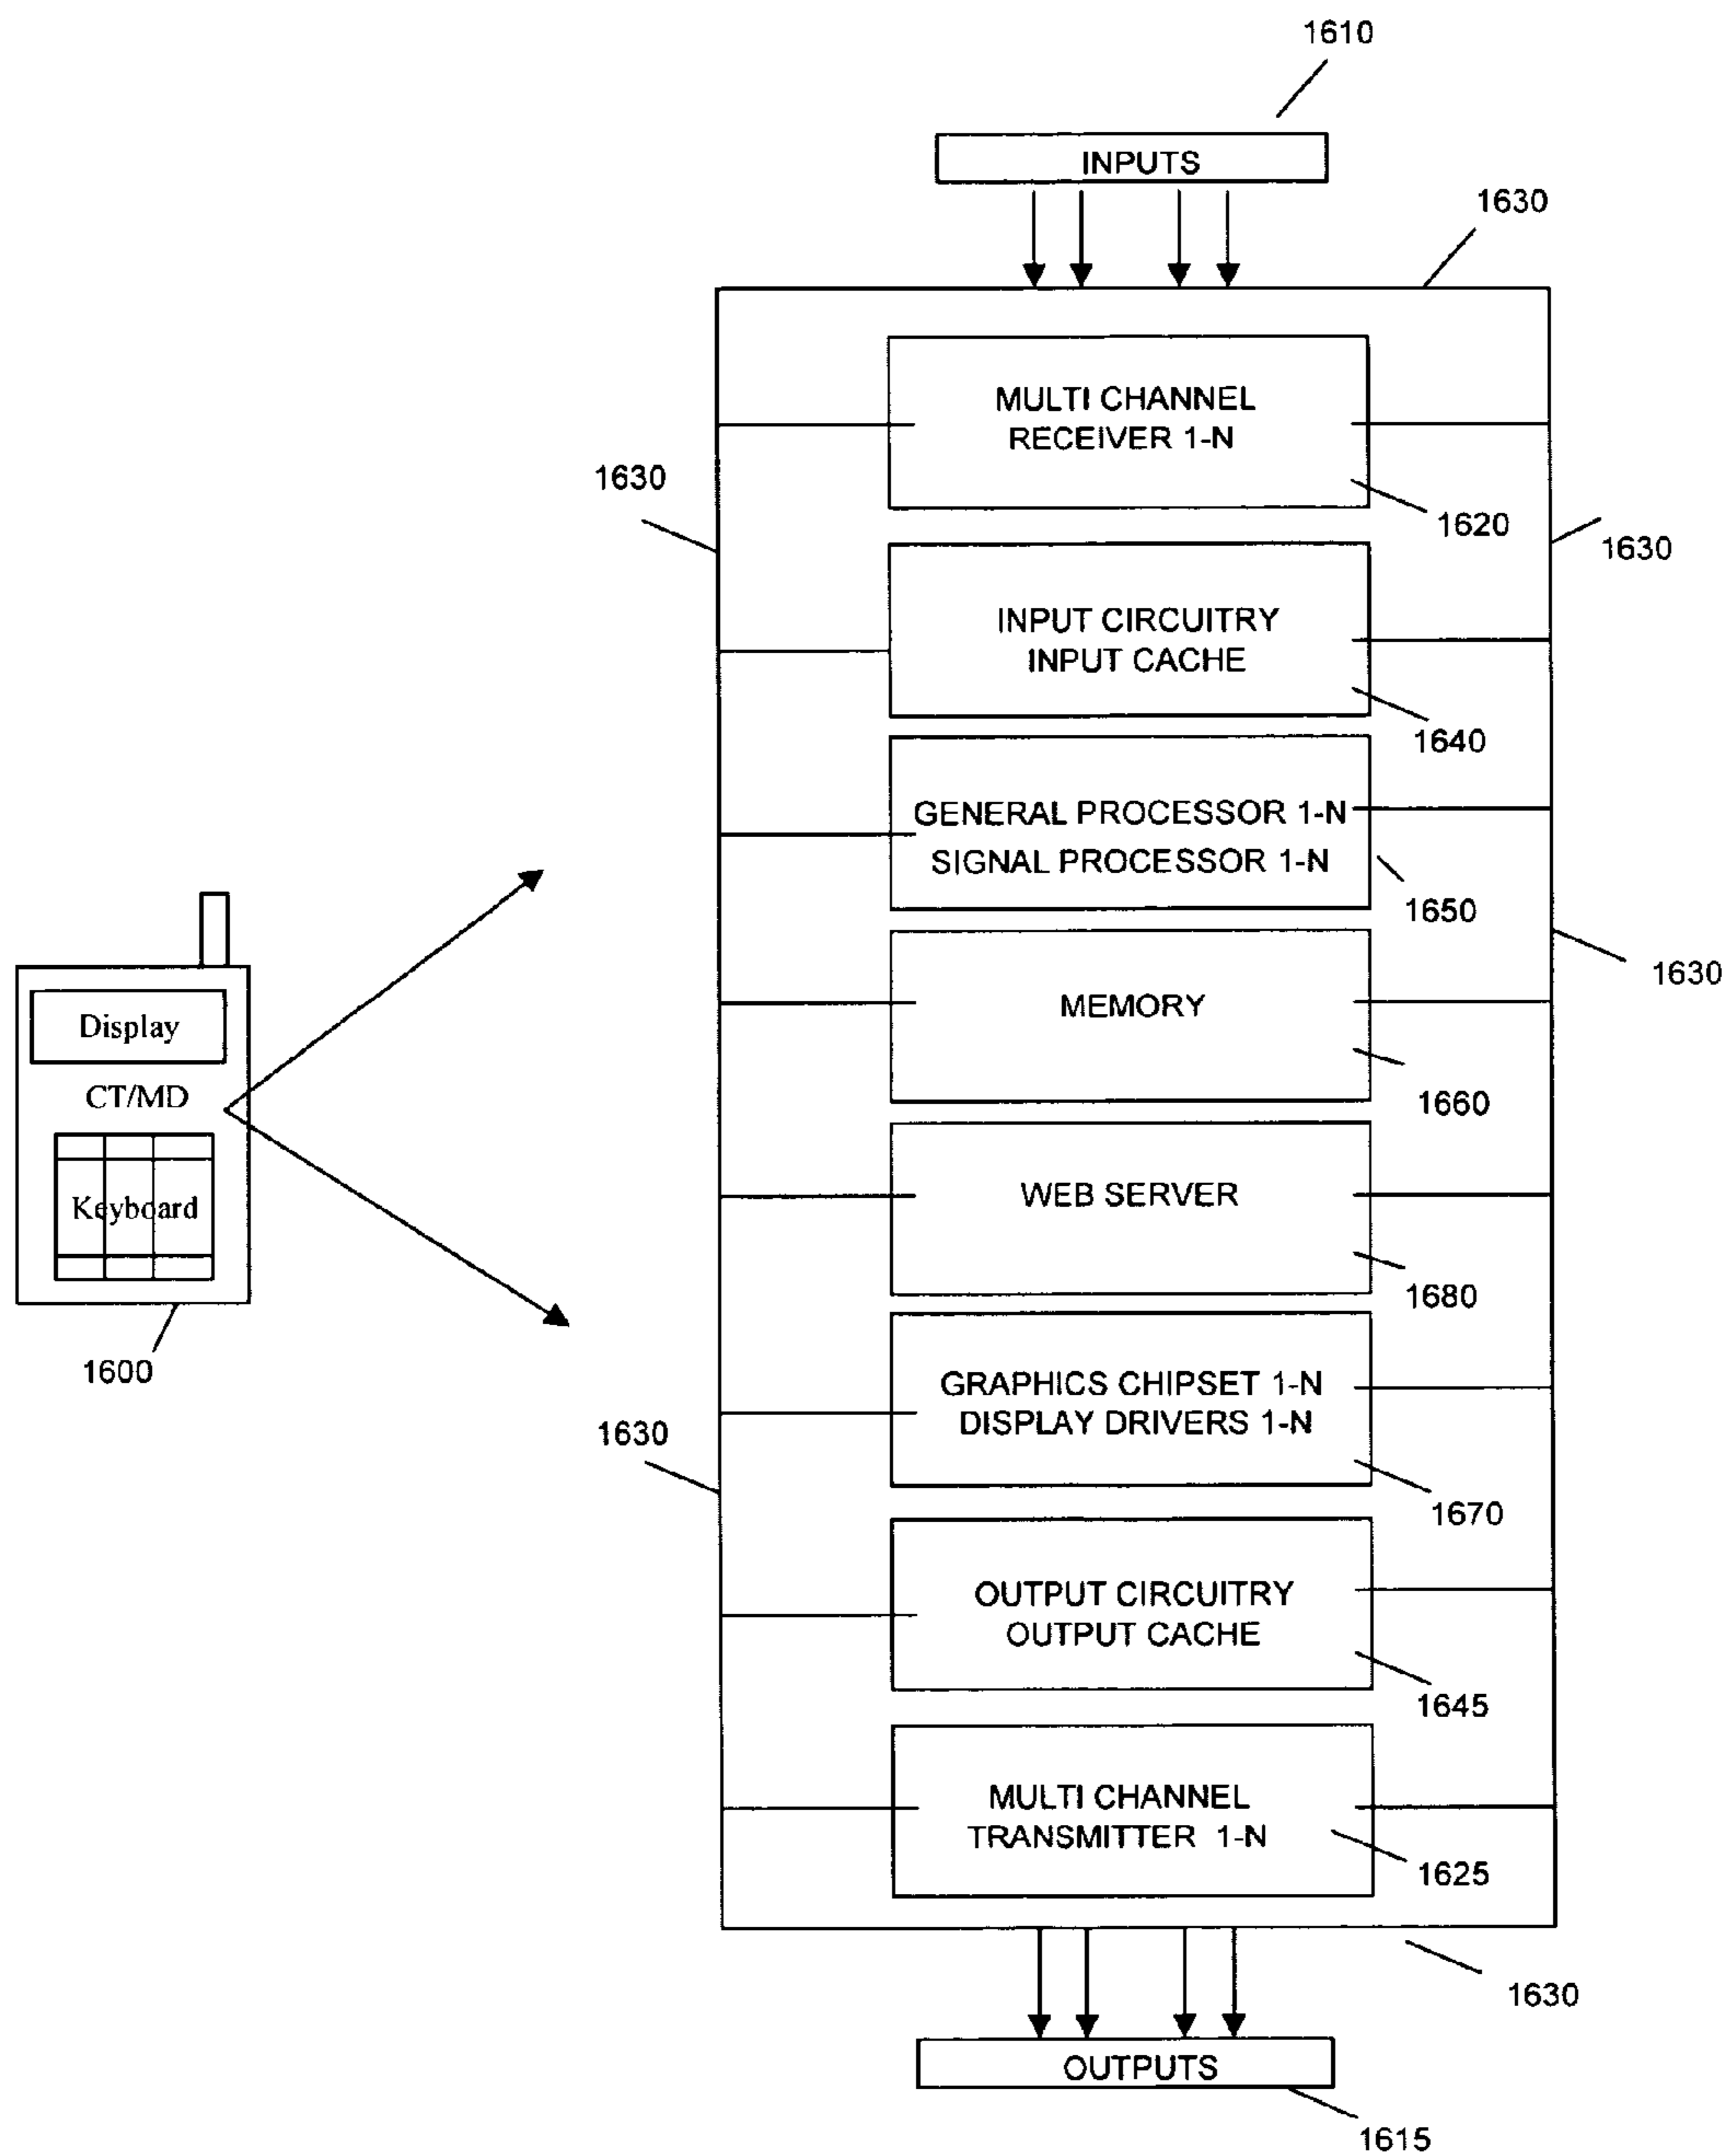 1610
INPUTS
1630
MULTI CHANNEL
RECEIVER 1-N
1630
1620
1630
INPUT CIRCUITRY
INPUT CACHE
1640
GENERAL PROCESSOR 1-N
SIGNAL PROCESSOR 1-N
1650
1630
MEMORY
Display
CT/MD
1660
Keyboard
WEB SERVER
1680
1600
GRAPHICS CHIPSET 1-N
DISPLAY DRIVERS 1-N
1630
1670
OUTPUT CIRCUITRY
OUTPUT CACHE
1645
MULTI CHANNEL
TRANSMITTER 1-N
1625
1630
OUTPUTS
1615